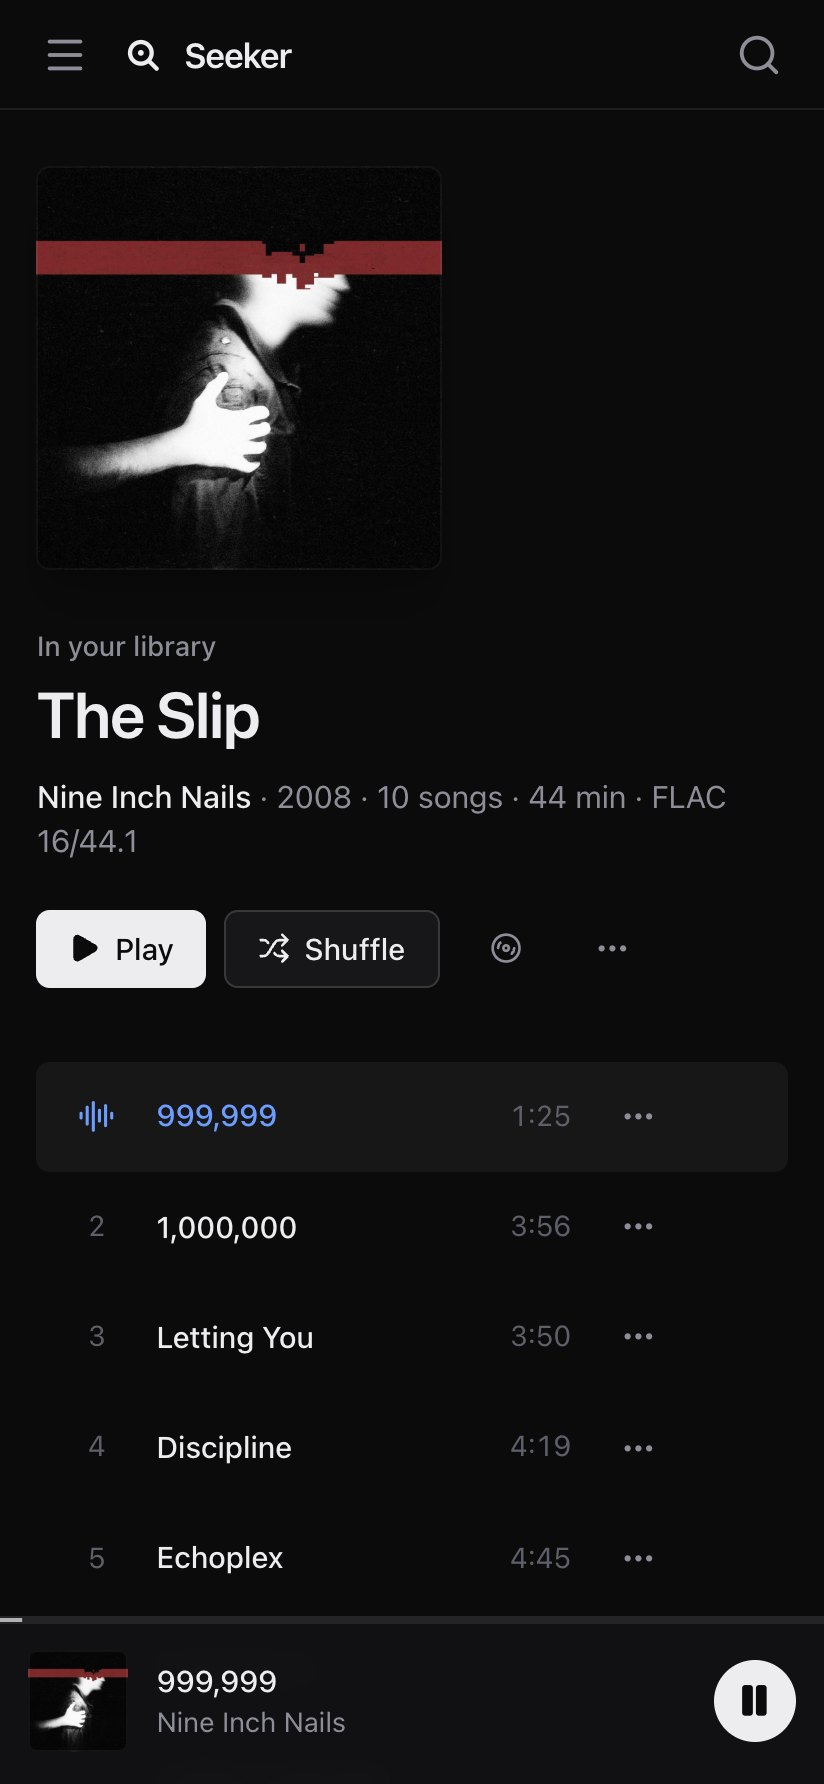 Seeker
In your library
The Slip
Nine Inch Nails · 2008 · 10 songs · 44 min · FLAC
16/44.1
Play Shuffle
999,999 1:25
2 1,000,000 3:56
3 Letting You 3:50
4 Discipline 4:19
5 Echoplex 4:45
999,999
Nine Inch Nails